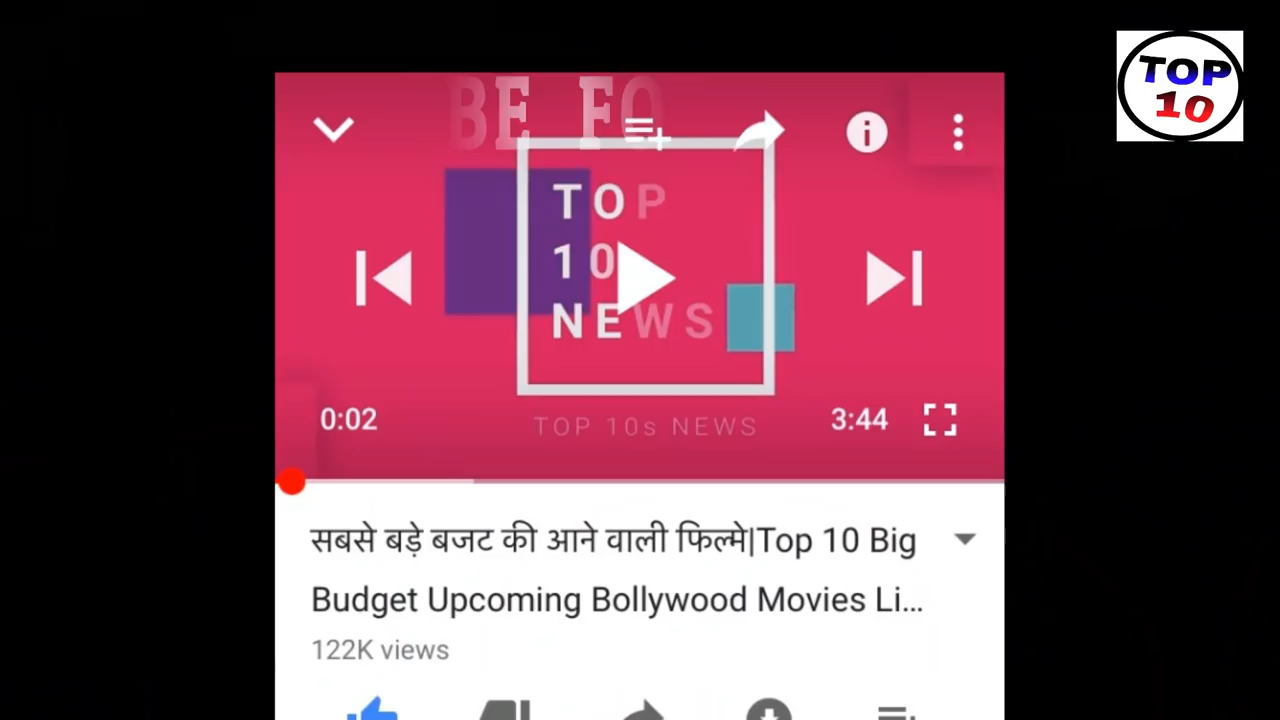 BE FO
TOP
10
TOP
10
NEWS
0:02
3:44
TOP 10s NEWS
सबसे बड़े बजट की आने वाली फिल्मे|Top 10 Big
Budget Upcoming Bollywood Movies Li...
122K views